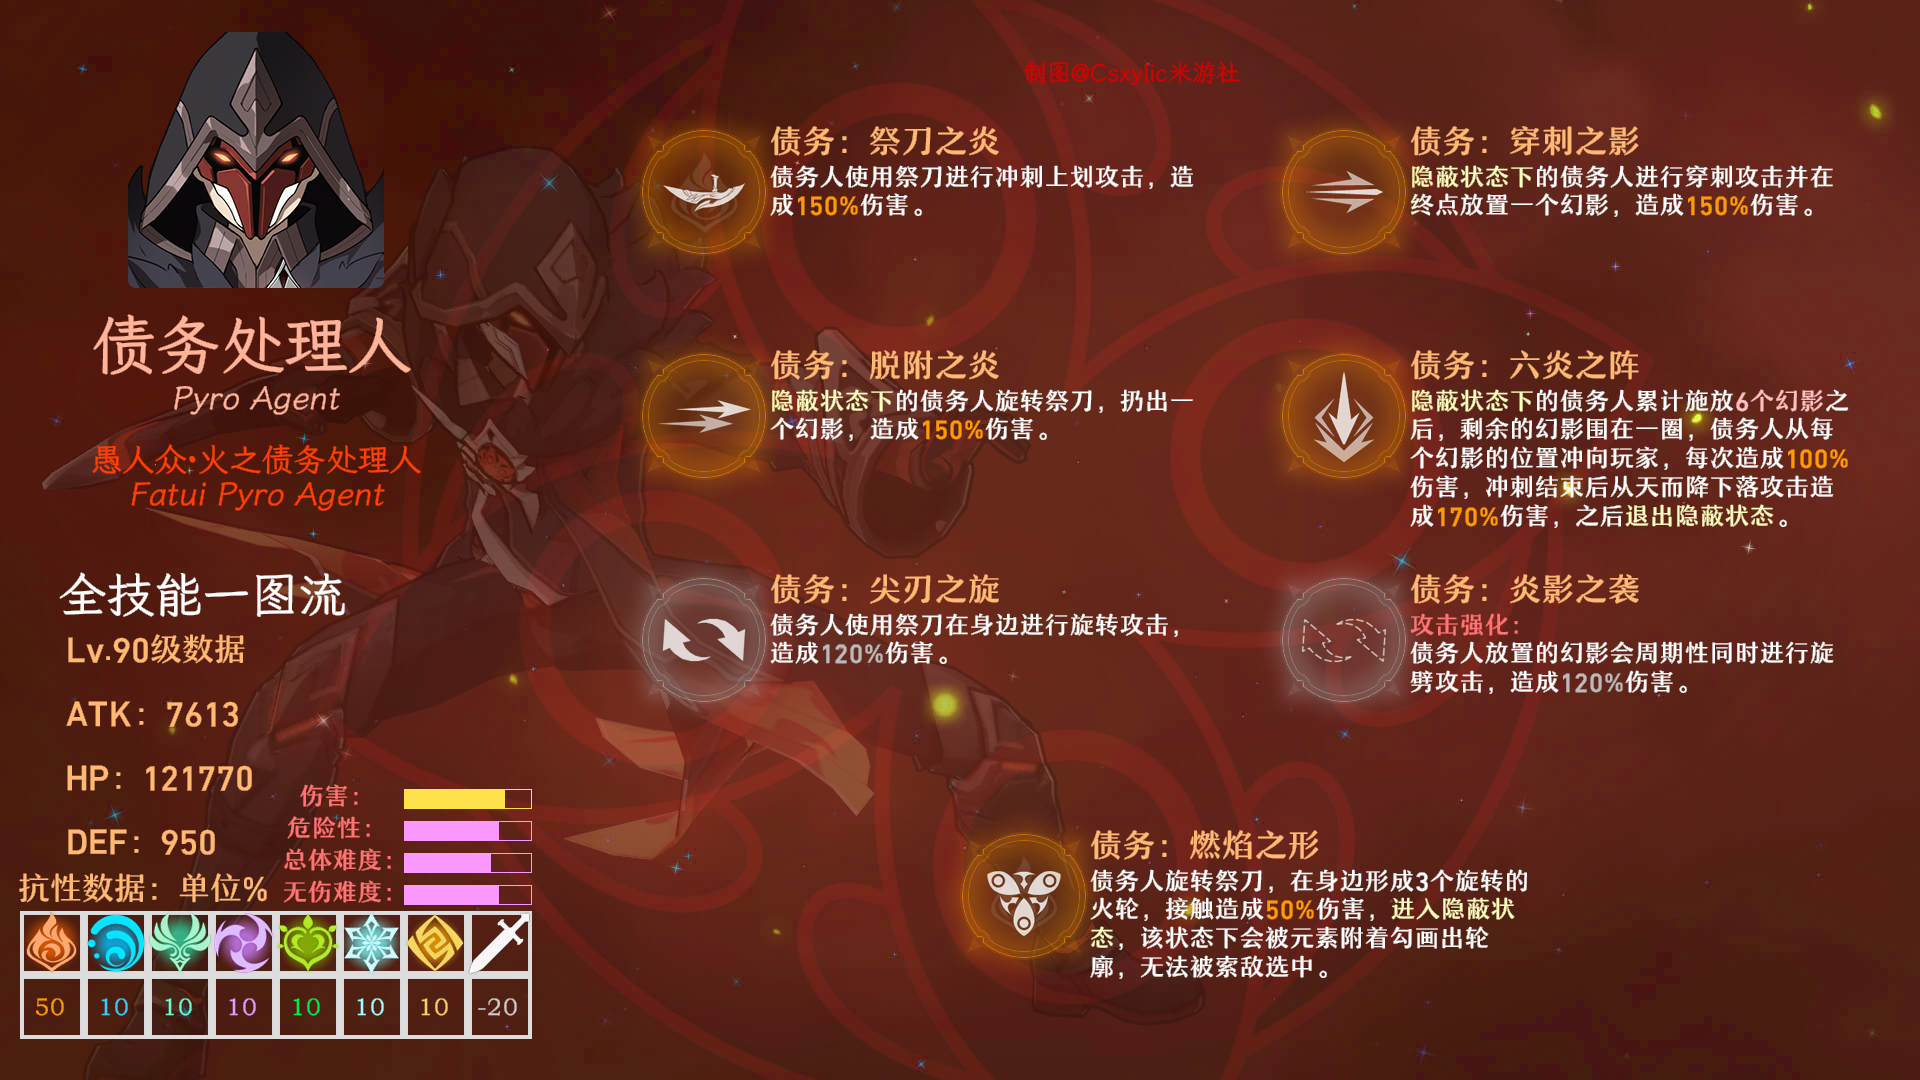 制图@Csxylic米游社
债务处理人
Pyro Agent
愚人众·火之债务处理人
Fatui Pyro Agent
全技能一图流
Lv.90级数据
ATK：7613
HP：121770
DEF：950
伤害：
危险性：
总体难度：
无伤难度：
抗性数据：单位%
50 10 10 10 10 10 10 -20
债务：祭刀之炎
债务人使用祭刀进行冲刺上划攻击，造
成150%伤害。
债务：穿刺之影
隐蔽状态下的债务人进行穿刺攻击并在
终点放置一个幻影，造成150%伤害。
债务：脱附之炎
隐蔽状态下的债务人旋转祭刀，扔出一
个幻影，造成150%伤害。
债务：六炎之阵
隐蔽状态下的债务人累计施放6个幻影之
后，剩余的幻影围在一圈，债务人从每
个幻影的位置冲向玩家，每次造成100%
伤害，冲刺结束后从天而降下落攻击造
成170%伤害，之后退出隐蔽状态。
债务：尖刃之旋
债务人使用祭刀在身边进行旋转攻击，
造成120%伤害。
债务：炎影之袭
攻击强化：
债务人放置的幻影会周期性同时进行旋
劈攻击，造成120%伤害。
债务：燃焰之形
债务人旋转祭刀，在身边形成3个旋转的
火轮，接触造成50%伤害，进入隐蔽状
态，该状态下会被元素附着勾画出轮
廓，无法被索敌选中。